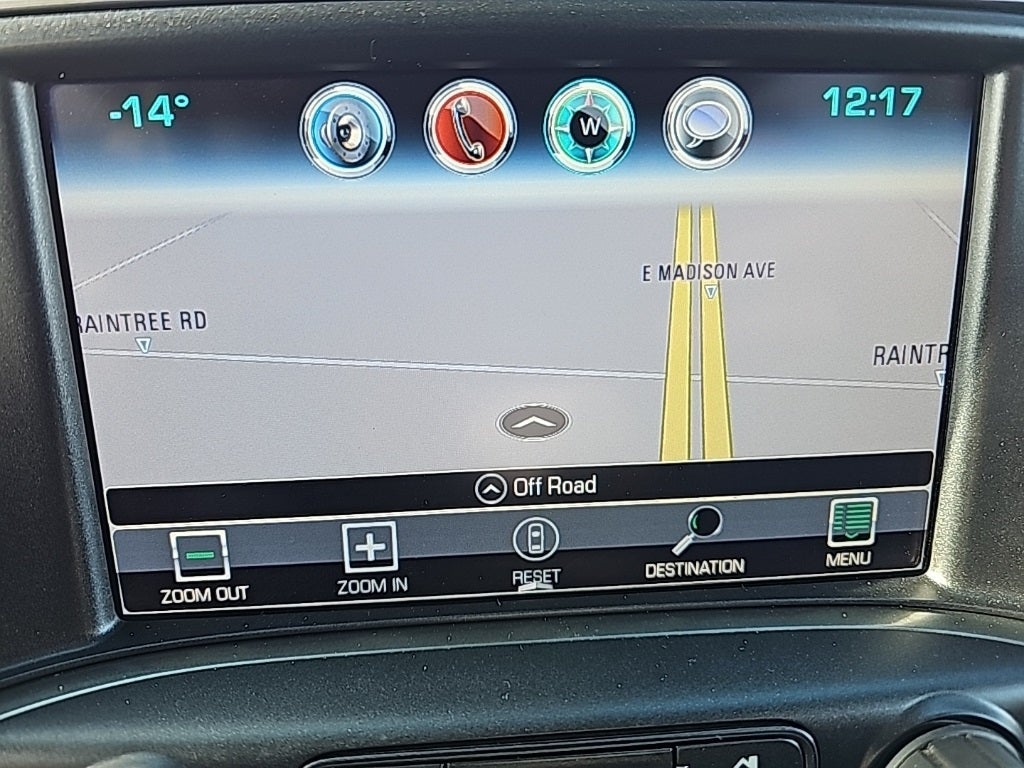 -14°
W
12:17
E MADISON AVE
RAINTREE RD
RAINTR
Off Road
ZOOM OUT
ZOOM IN
RESET
DESTINATION
MENU